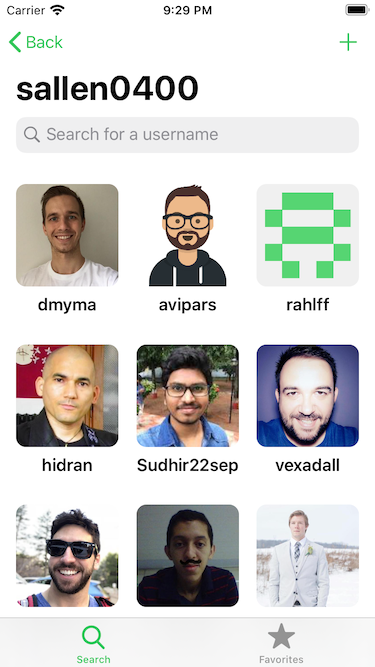 Carrier 9:29 PM
Back
sallen0400
Search for a username
dmyma avipars rahlff
hidran Sudhir22sep vexadall
Search Favorites